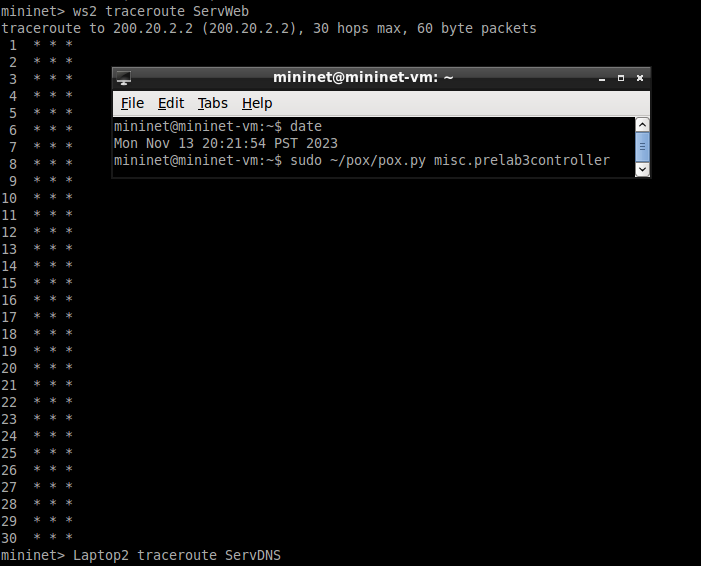 mininet> ws2 traceroute ServWeb
traceroute to 200.20.2.2 (200.20.2.2), 30 hops max, 60 byte packets
1 * * *
2 * * *
3 * * *
4 * * *
5 * * *
6 * * *
7 * * *
8 * * *
9 * * *
10 * * *
11 * * *
12 * * *
13 * * *
14 * * *
15 * * *
16 * * *
17 * * *
18 * * *
19 * * *
20 * * *
21 * * *
22 * * *
23 * * *
24 * * *
25 * * *
26 * * *
27 * * *
28 * * *
29 * * *
30 * * *
mininet> Laptop2 traceroute ServDNS
mininet@mininet-vm: ~
File Edit Tabs Help
mininet@mininet-vm:~$ date
Mon Nov 13 20:21:54 PST 2023
mininet@mininet-vm:~$ sudo ~/pox/pox.py misc.prelab3controller